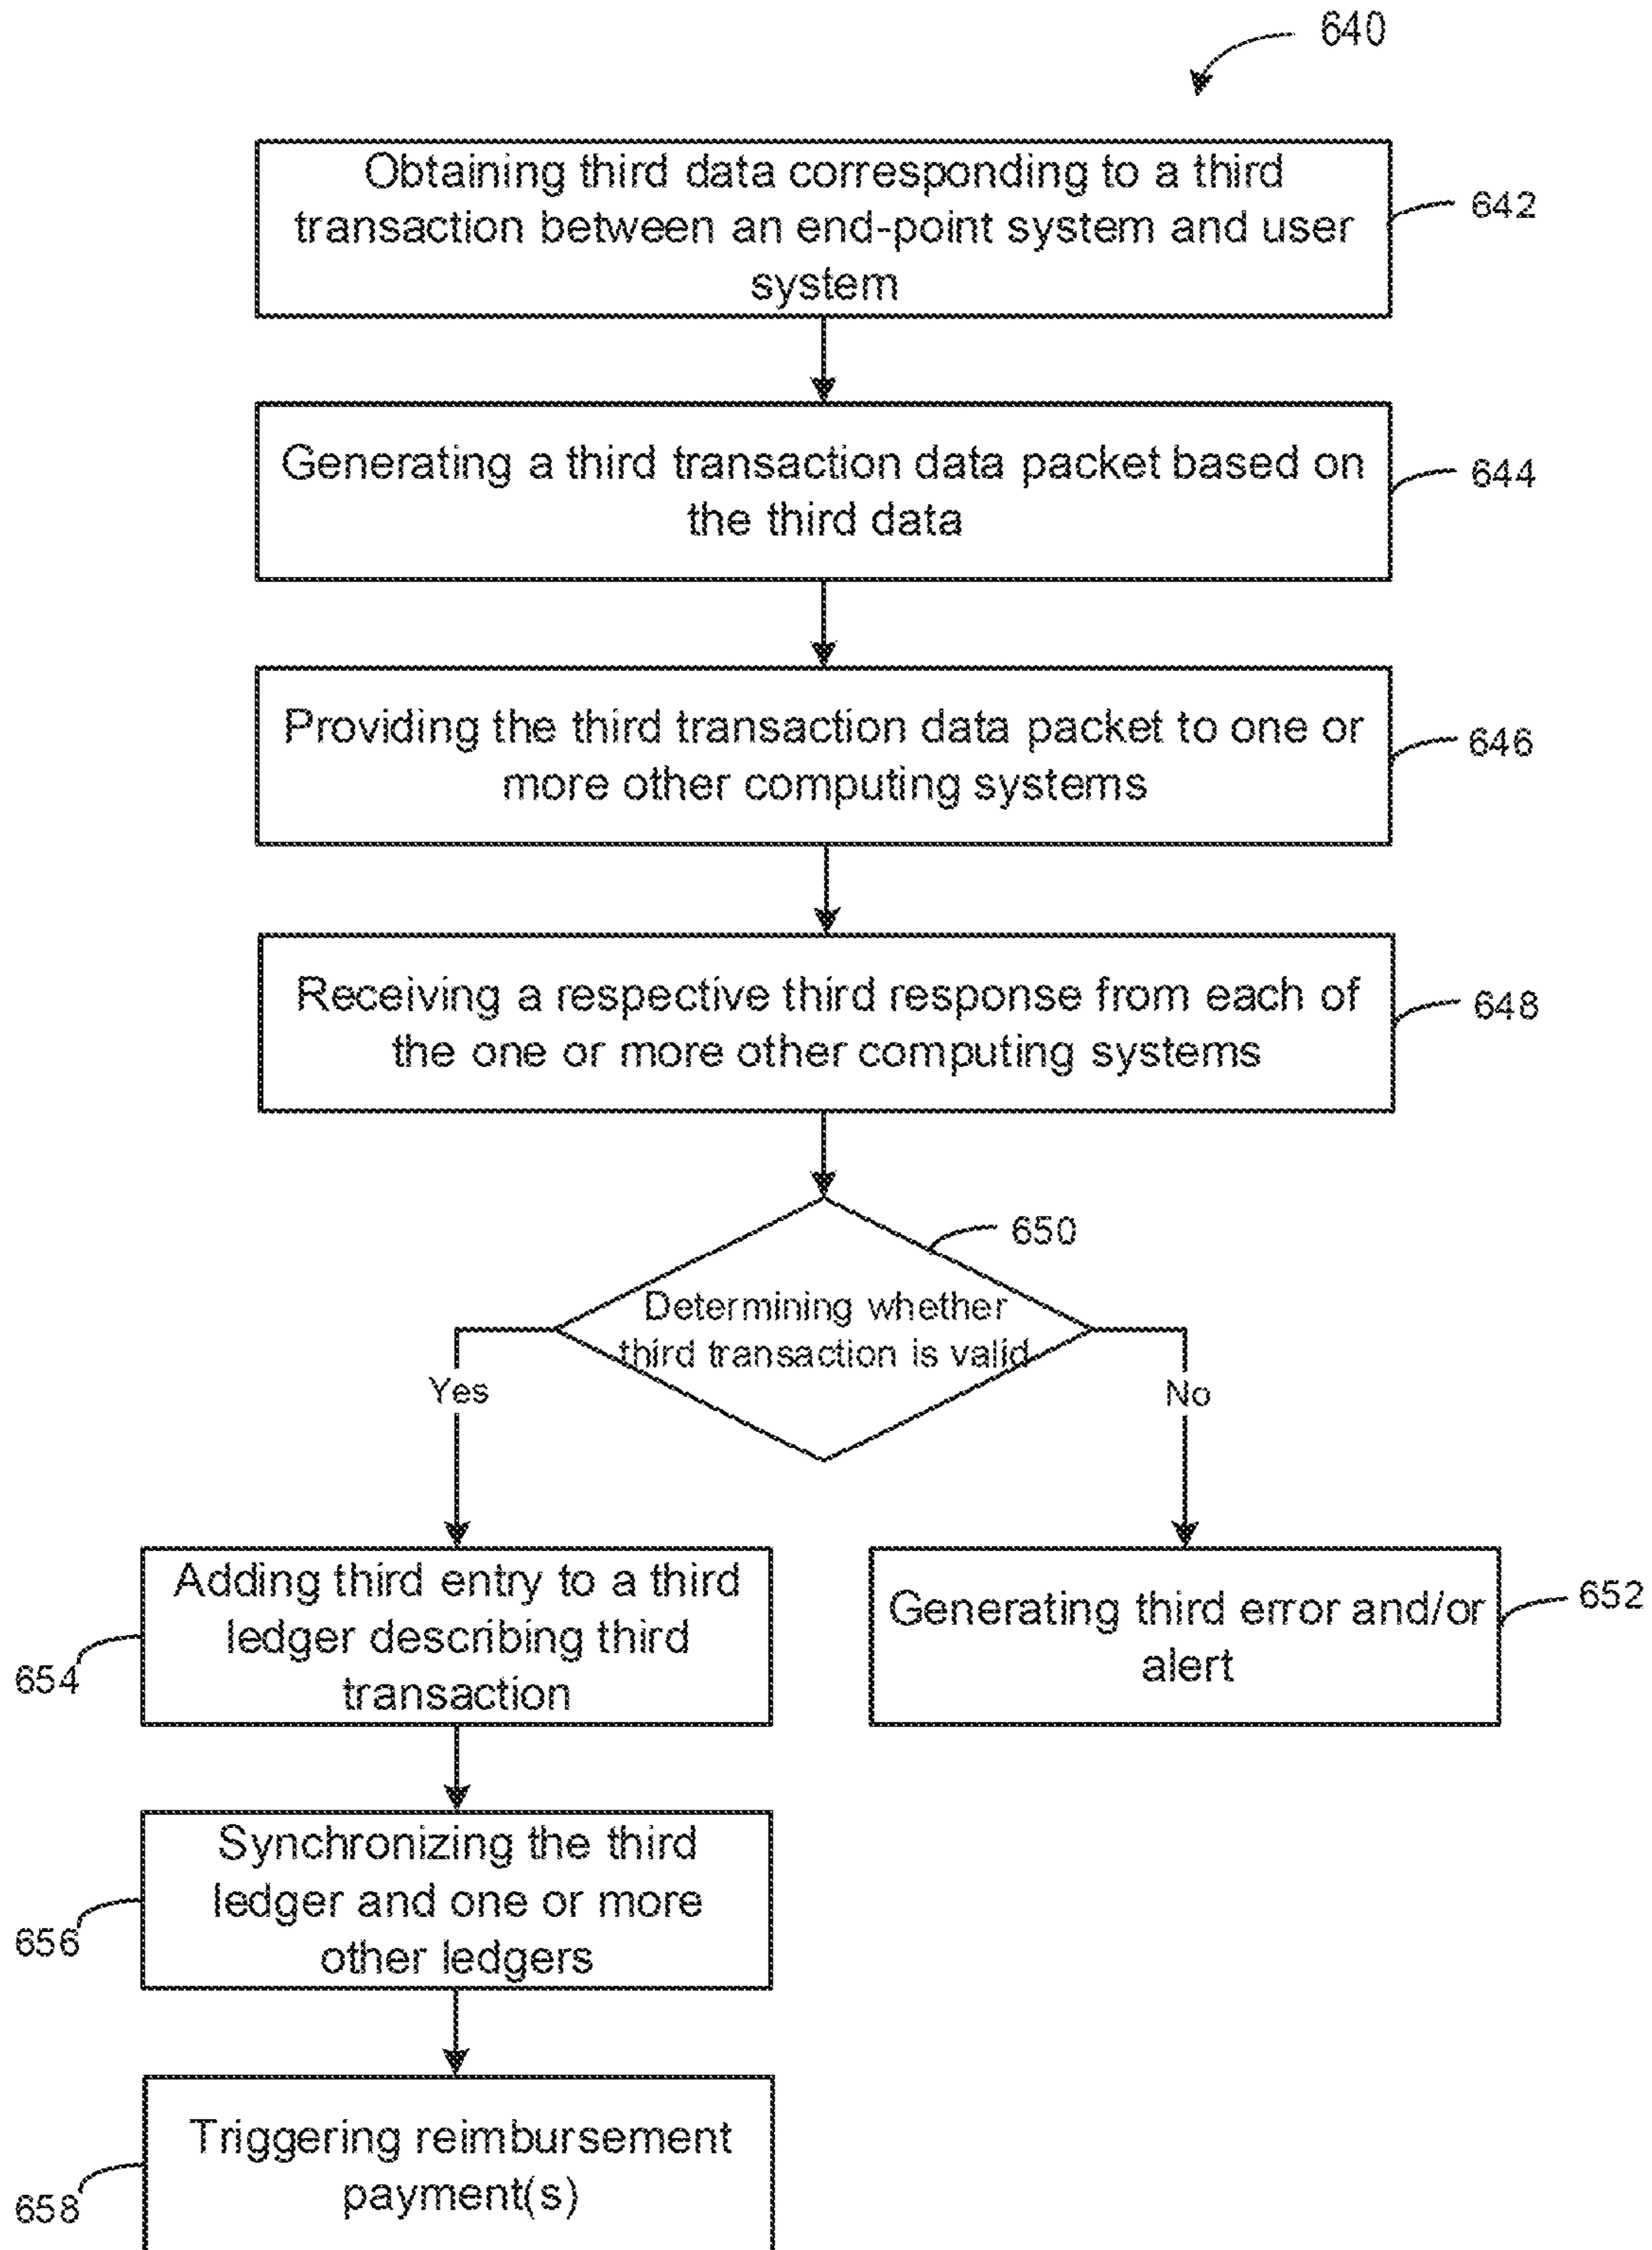 640
Obtaining third data corresponding to a third
transaction between an end-point system and user
system
642
Generating a third transaction data packet based on
the third data
644
Providing the third transaction data packet to one or
more other computing systems
646
Receiving a respective third response from each of
the one or more other computing systems
648
650
Determining whether
third transaction is valid
Yes
No
Adding third entry to a third
ledger describing third
transaction
654
Generating third error and/or
alert
652
Synchronizing the third
ledger and one or more
other ledgers
656
Triggering reimbursement
payment(s)
658